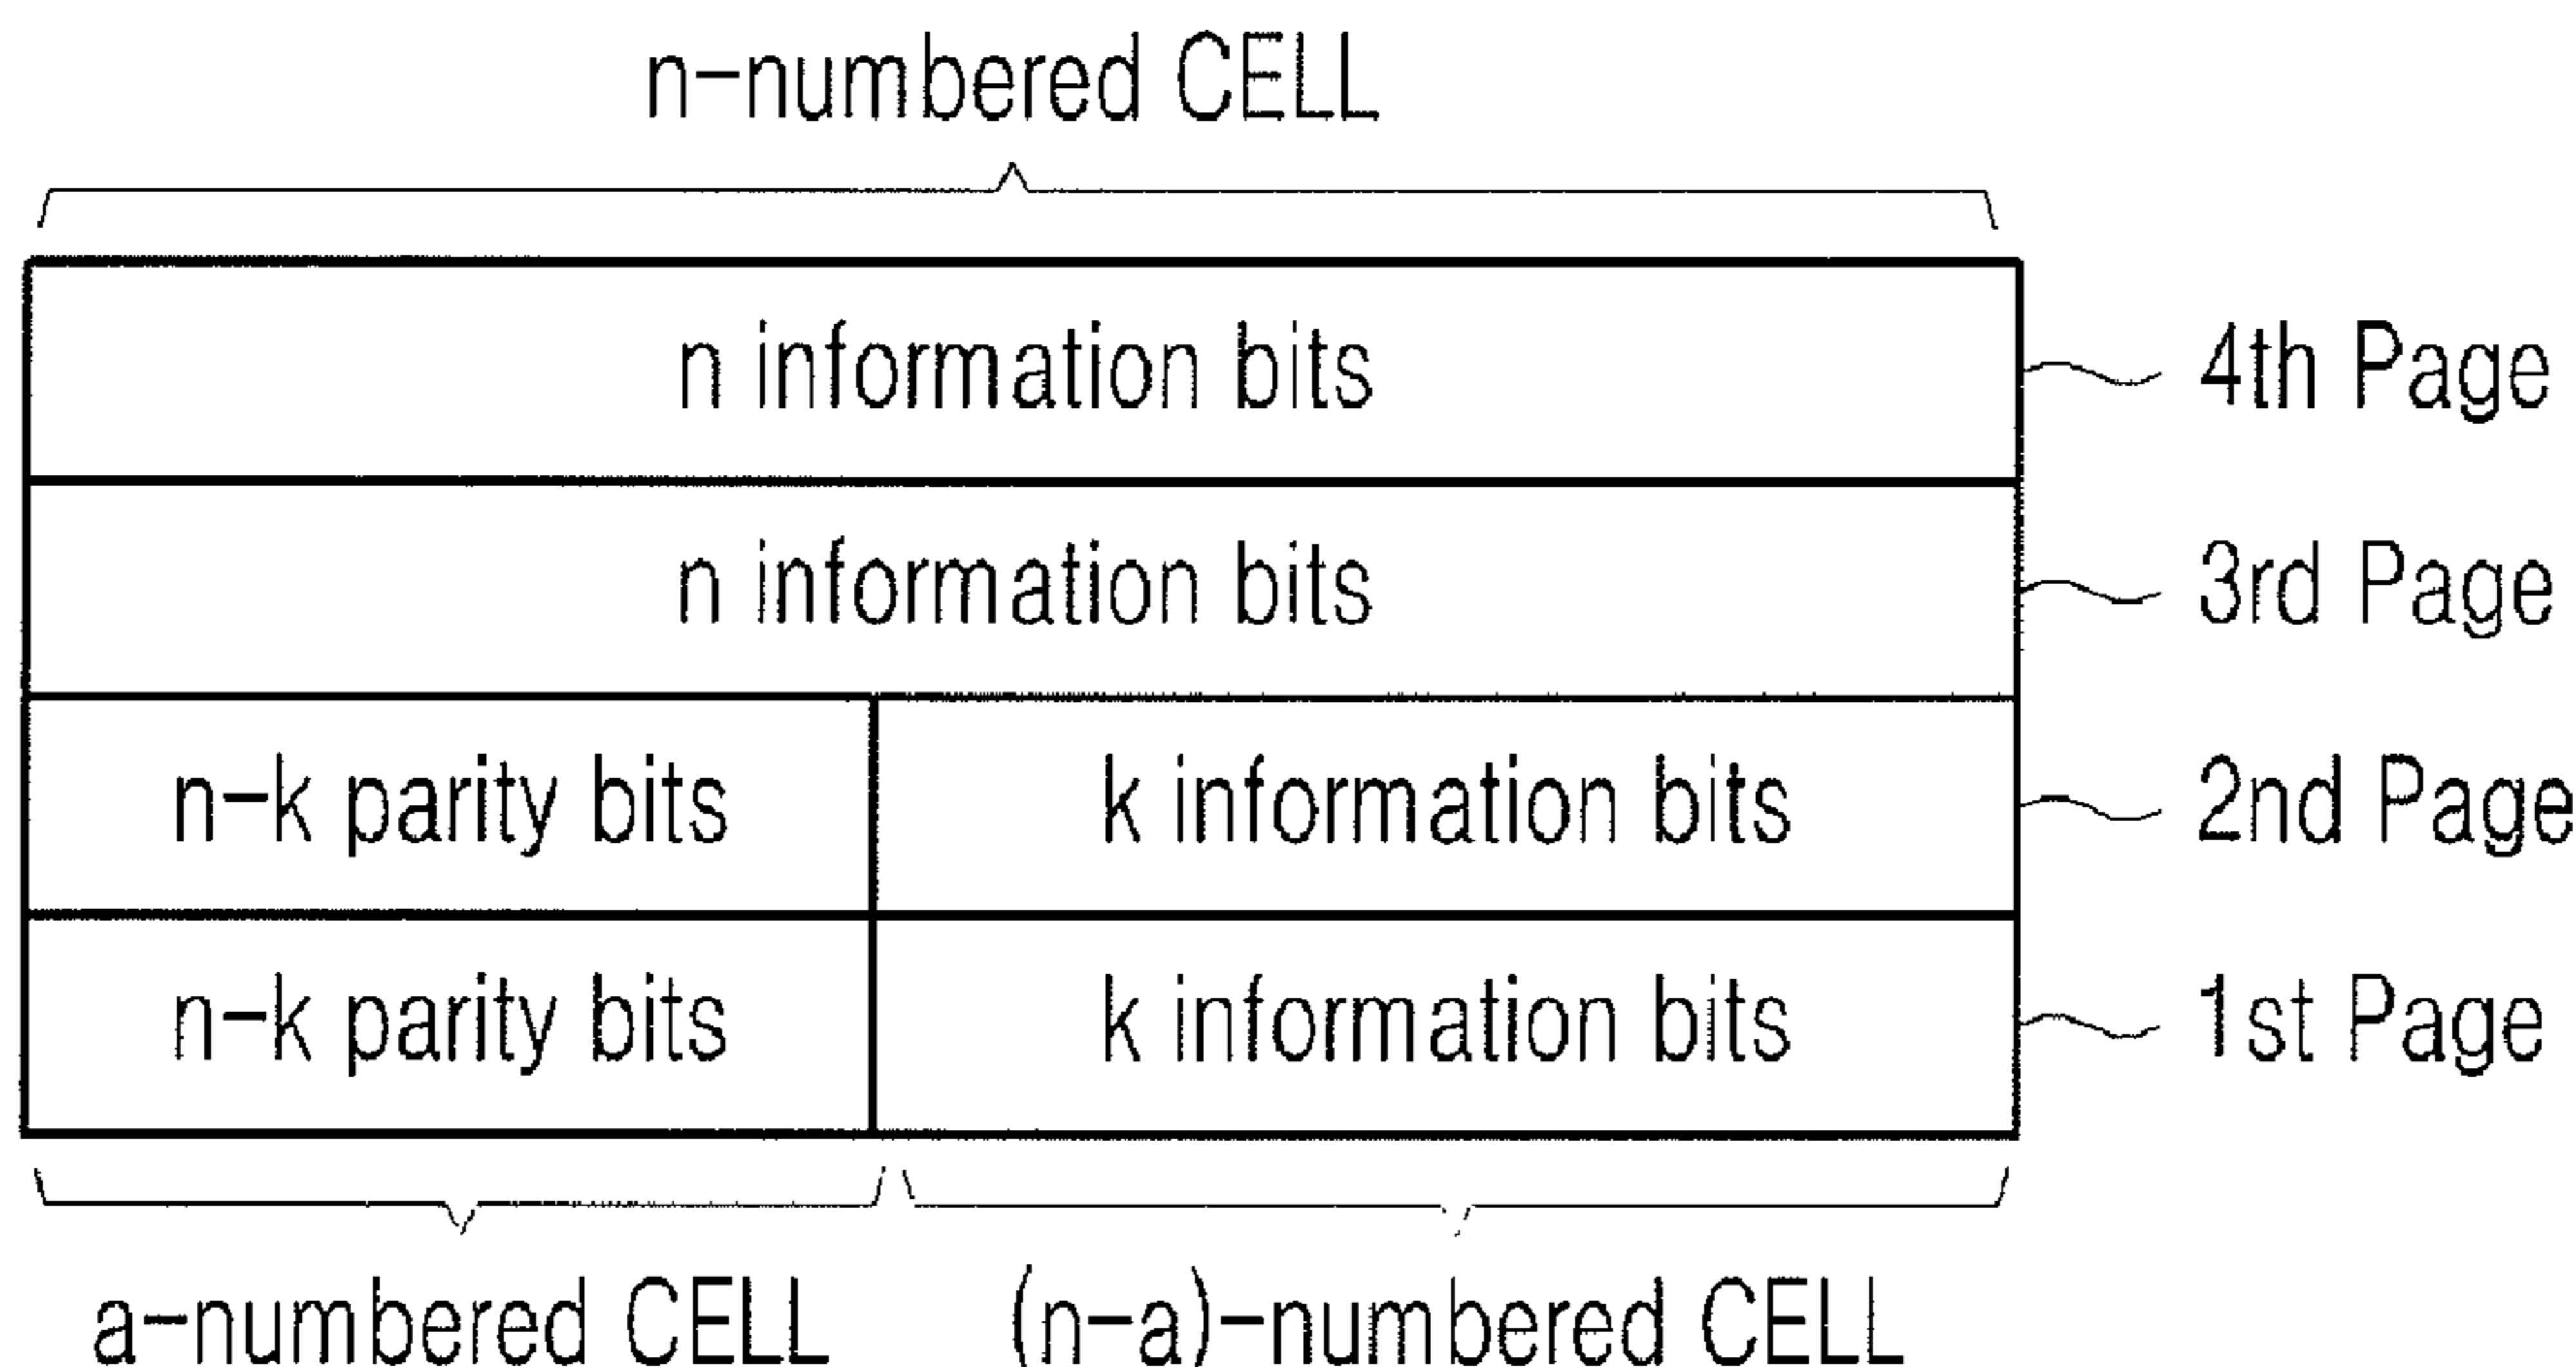 n-numbered CELL
n information bits 4th Page
n information bits 3rd Page
n-k parity bits k information bits 2nd Page
n-k parity bits k information bits 1st Page
a-numbered CELL (n-a)-numbered CELL